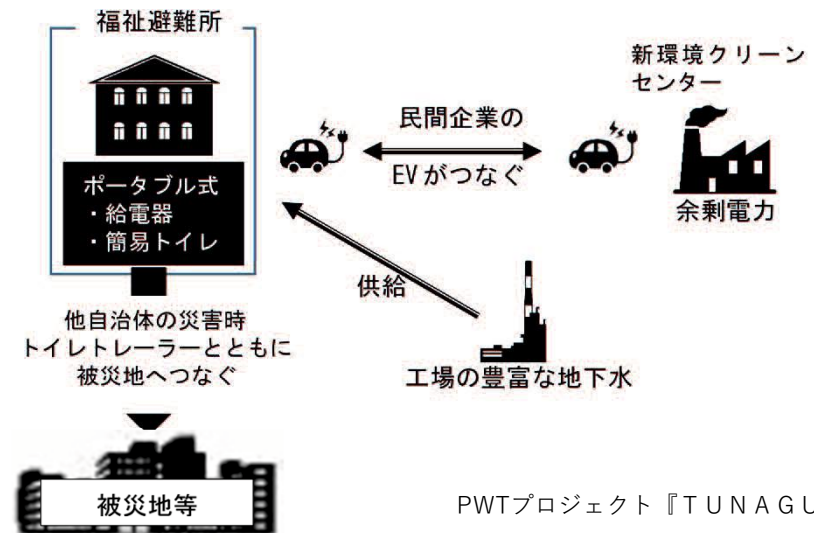 福祉避難所
新環境クリーン
センター
民間企業の
EVがつなぐ
ポータブル式
・給電器
・簡易トイレ
余剰電力
供給
他自治体の災害時
トイレトレーラーとともに
被災地へつなぐ
工場の豊富な地下水
被災地等
PWTプロジェクト『ＴＵＮＡＧＵ